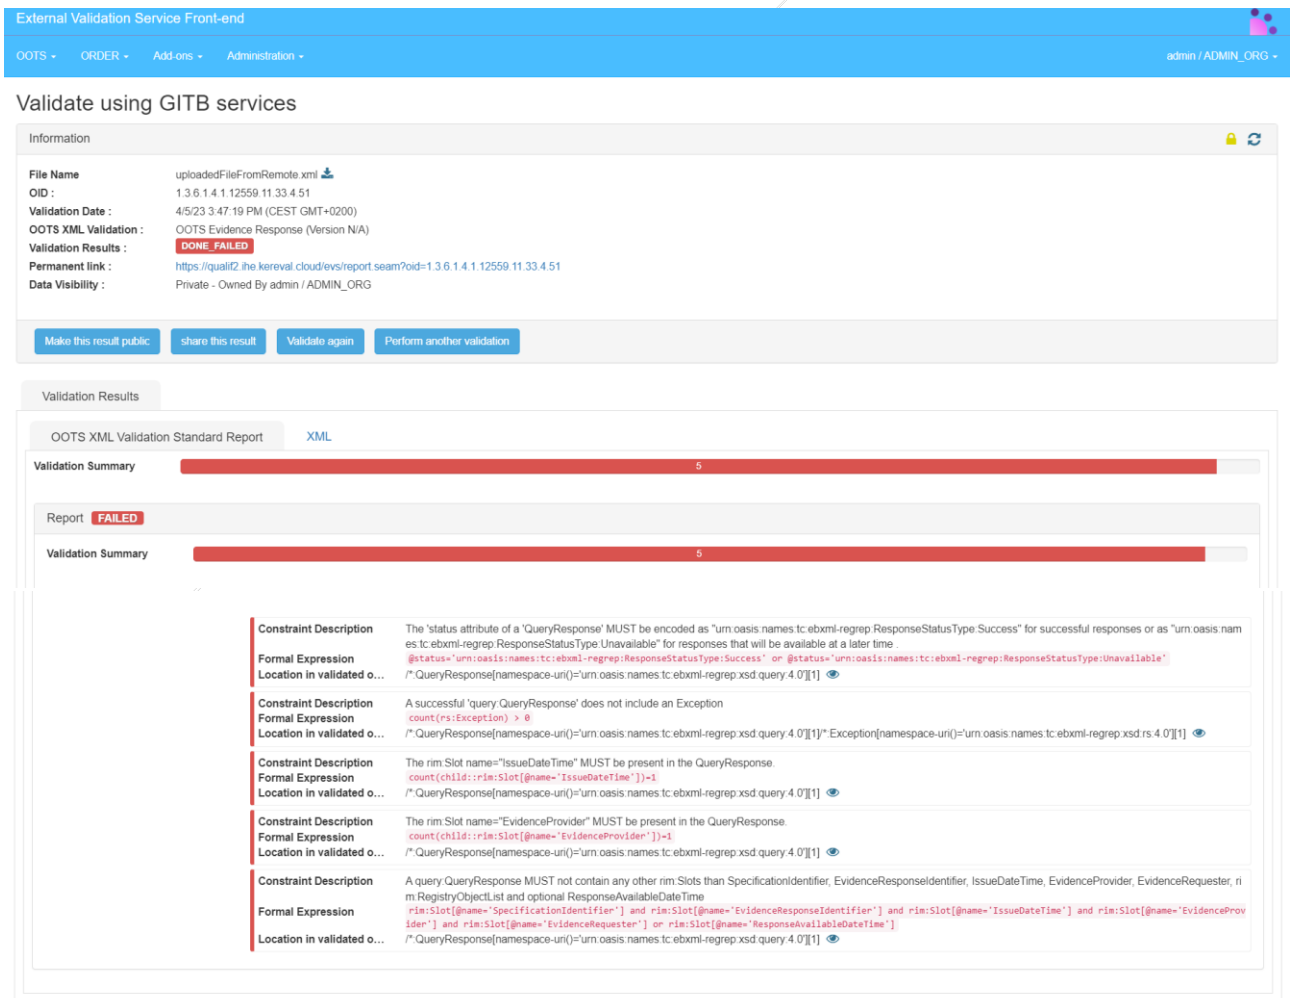 External Validation Service Front-end
OOTS
ORDER
Add-ons
Administration
admin / ADMIN_ORG
Validate using GITB services
Information
File Name uploadedFileFromRemote.xml
OID : 1.3.6.1.4.1.12559.11.33.4.51
Validation Date : 4/5/23 3:47:19 PM (CEST GMT+0200)
OOTS XML Validation : OOTS Evidence Response (Version N/A)
Validation Results : DONE_FAILED
Permanent link : https://qualif2.ihe.kereval.cloud/evs/report.seam?oid=1.3.6.1.4.1.12559.11.33.4.51
Data Visibility : Private - Owned By admin / ADMIN_ORG
Make this result public
share this result
Validate again
Perform another validation
Validation Results
OOTS XML Validation Standard Report
XML
Validation Summary 5
Report FAILED
Validation Summary 5
Constraint Description The 'status attribute of a 'QueryResponse' MUST be encoded as "urn:oasis:names:tc:ebxml-regrep:ResponseStatusType:Success" for successful responses or as "urn:oasis:nam
es:tc:ebxml-regrep:ResponseStatusType:Unavailable" for responses that will be available at a later time .
Formal Expression @status='urn:oasis:names:tc:ebxml-regrep:ResponseStatusType:Success' or @status='urn:oasis:names:tc:ebxml-regrep:ResponseStatusType:Unavailable'
Location in validated o... /*:QueryResponse[namespace-uri()='urn:oasis:names:tc:ebxml-regrep:xsd:query:4.0'][1]
Constraint Description A successful 'query:QueryResponse' does not include an Exception
Formal Expression count(rs:Exception) > 0
Location in validated o... /*:QueryResponse[namespace-uri()='urn:oasis:names:tc:ebxml-regrep:xsd:query:4.0'][1]/*:Exception[namespace-uri()='urn:oasis:names:tc:ebxml-regrep:xsd:rs:4.0'][1]
Constraint Description The rim:Slot name="IssueDateTime" MUST be present in the QueryResponse.
Formal Expression count(child::rim:Slot[@name='IssueDateTime'])=1
Location in validated o... /*:QueryResponse[namespace-uri()='urn:oasis:names:tc:ebxml-regrep:xsd:query:4.0'][1]
Constraint Description The rim:Slot name="EvidenceProvider" MUST be present in the QueryResponse.
Formal Expression count(child::rim:Slot[@name='EvidenceProvider'])=1
Location in validated o... /*:QueryResponse[namespace-uri()='urn:oasis:names:tc:ebxml-regrep:xsd:query:4.0'][1]
Constraint Description A query:QueryResponse MUST not contain any other rim:Slots than SpecificationIdentifier, EvidenceResponseIdentifier, IssueDateTime, EvidenceProvider, EvidenceRequester, ri
m:RegistryObjectList and optional ResponseAvailableDateTime
Formal Expression rim:Slot[@name='SpecificationIdentifier'] and rim:Slot[@name='EvidenceResponseIdentifier'] and rim:Slot[@name='IssueDateTime'] and rim:Slot[@name='EvidenceProv
ider'] and rim:Slot[@name='EvidenceRequester'] or rim:Slot[@name='ResponseAvailableDateTime']
Location in validated o... /*:QueryResponse[namespace-uri()='urn:oasis:names:tc:ebxml-regrep:xsd:query:4.0'][1]